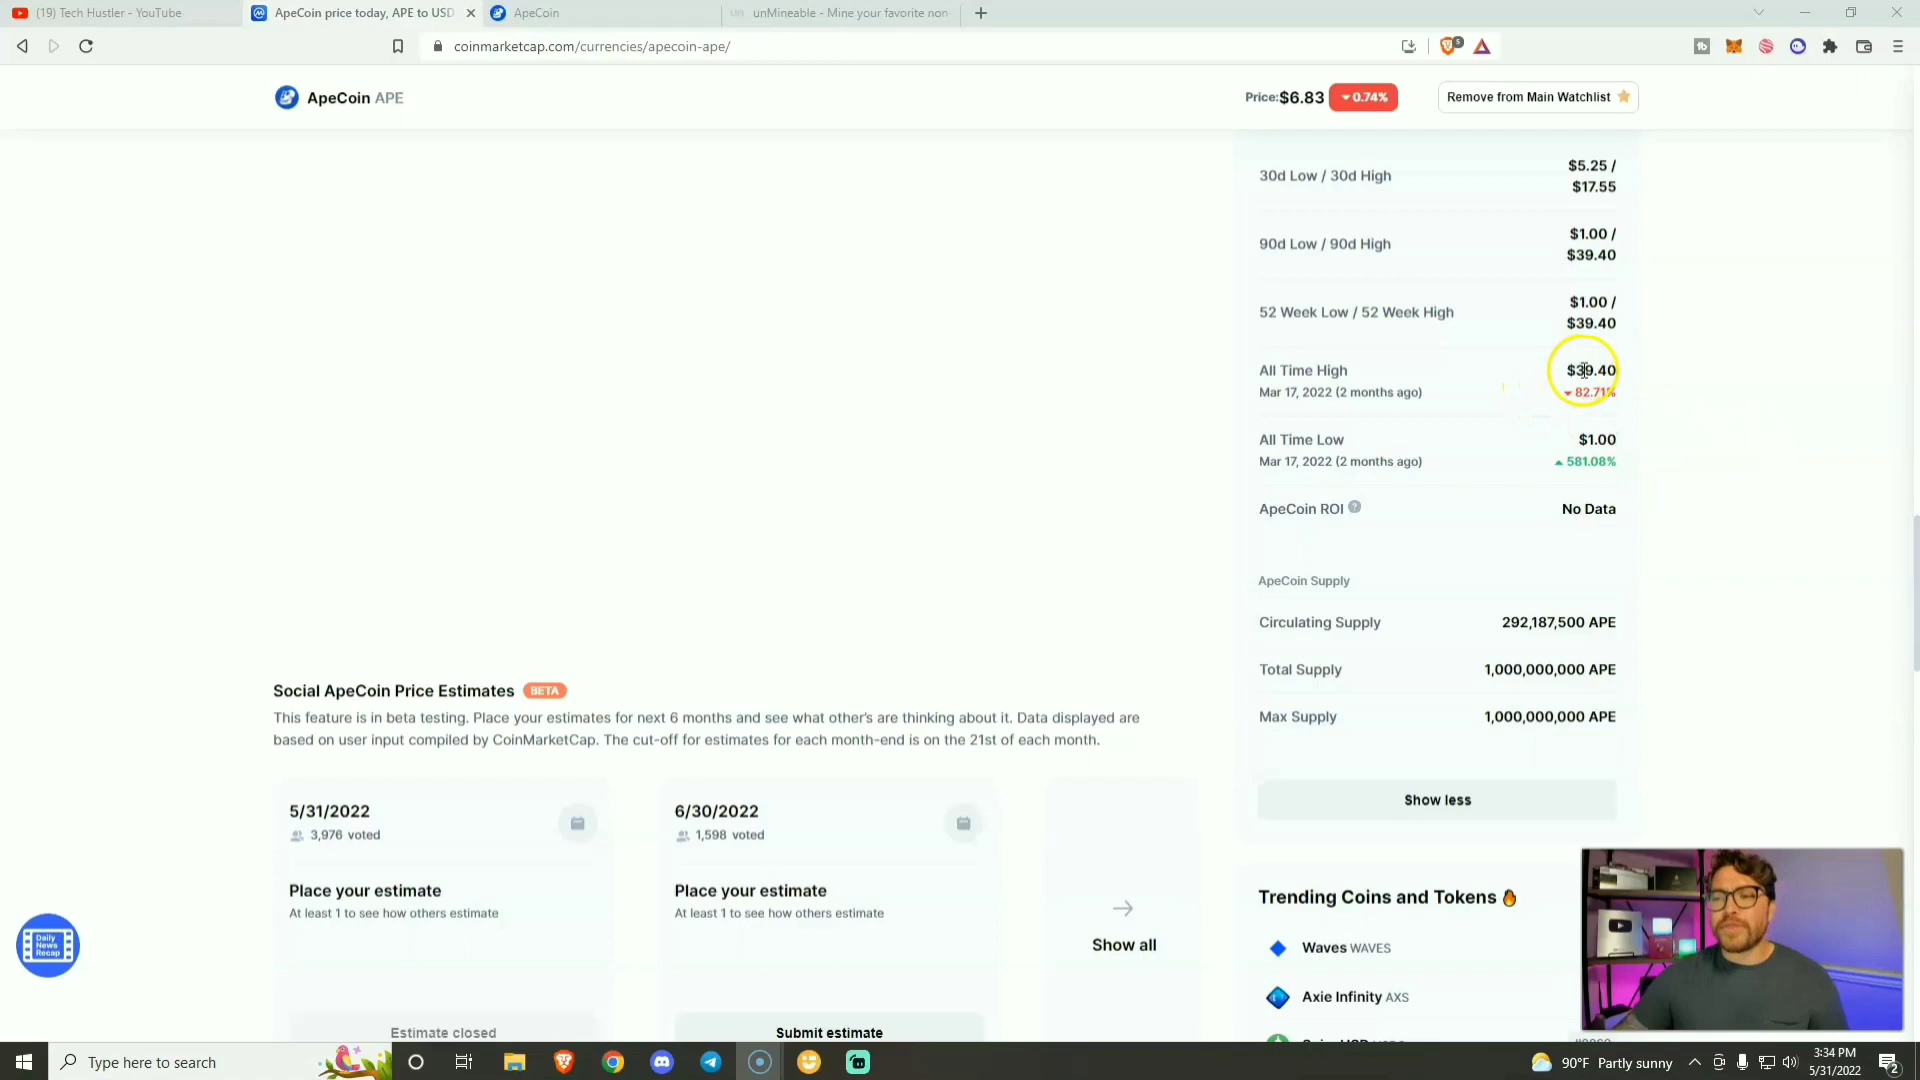 (19) Tech Hustler - YouTube
ApeCoin price today, APE to USD
ApeCoin
unMineable - Mine your favorite non
coinmarketcap.com/currencies/apecoin-ape/
ApeCoin APE
Price:$6.83
0.74%
Remove from Main Watchlist
30d Low / 30d High
$5.25 /
$17.55
90d Low / 90d High
$1.00 /
$39.40
52 Week Low / 52 Week High
$1.00 /
$39.40
All Time High
$39.40
Mar 17, 2022 (2 months ago)
82.71%
All Time Low
$1.00
Mar 17, 2022 (2 months ago)
581.08%
ApeCoin ROI
No Data
ApeCoin Supply
Circulating Supply
292,187,500 APE
Total Supply
1,000,000,000 APE
Max Supply
1,000,000,000 APE
Show less
Social ApeCoin Price Estimates BETA
This feature is in beta testing. Place your estimates for next 6 months and see what other's are thinking about it. Data displayed are
based on user input compiled by CoinMarketCap. The cut-off for estimates for each month-end is on the 21st of each month.
5/31/2022
3,976 voted
Place your estimate
At least 1 to see how others estimate
Estimate closed
6/30/2022
1,598 voted
Place your estimate
At least 1 to see how others estimate
Submit estimate
Show all
Trending Coins and Tokens
Waves WAVES
Axie Infinity AXS
Daily
News
Recap
Type here to search
90°F Partly sunny
3:34 PM
5/31/2022
2